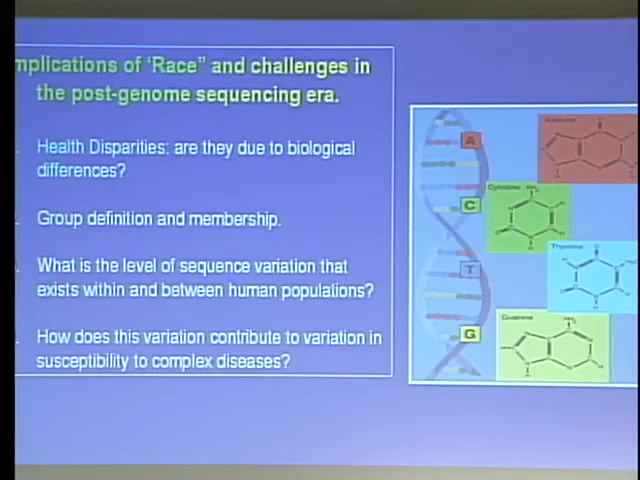 mplications of ‘Race” and challenges in
the post-genome sequencing era.
Health Disparities: are they due to biological
differences?
Group definition and membership.
What is the level of sequence variation that
exists within and between human populations?
How does this variation contribute to variation in
susceptibility to complex diseases?
A
Adenine
C
Cytosine
NH₂
T
Thymine
G
Guanine